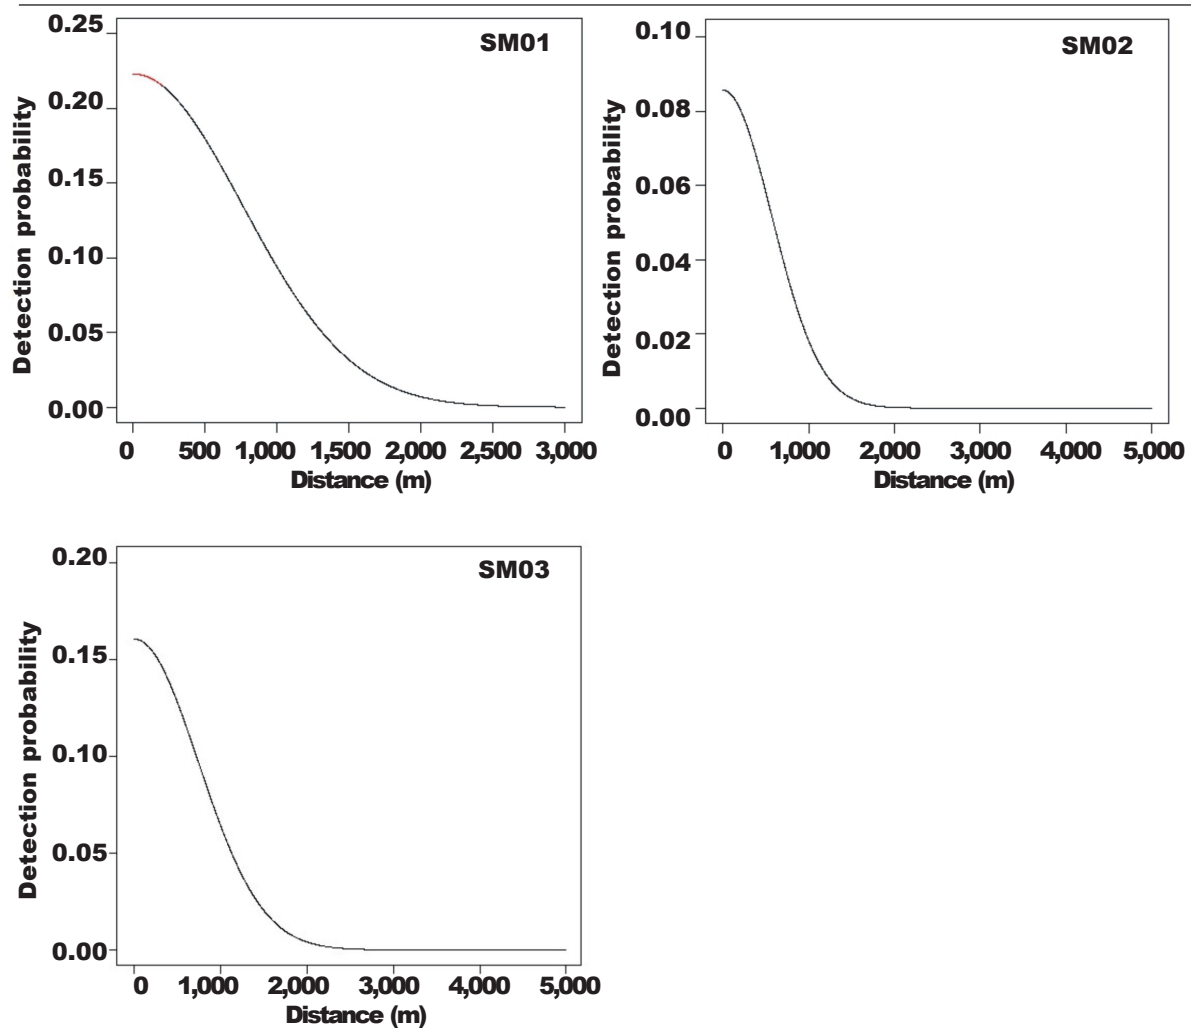 SM01
Detection probability
0.25
0.20
0.15
0.10
0.05
0.00
0 500 1,000 1,500 2,000 2,500 3,000
Distance (m)
SM02
Detection probability
0.10
0.08
0.06
0.04
0.02
0.00
0 1,000 2,000 3,000 4,000 5,000
Distance (m)
SM03
Detection probability
0.20
0.15
0.10
0.05
0.00
0 1,000 2,000 3,000 4,000 5,000
Distance (m)